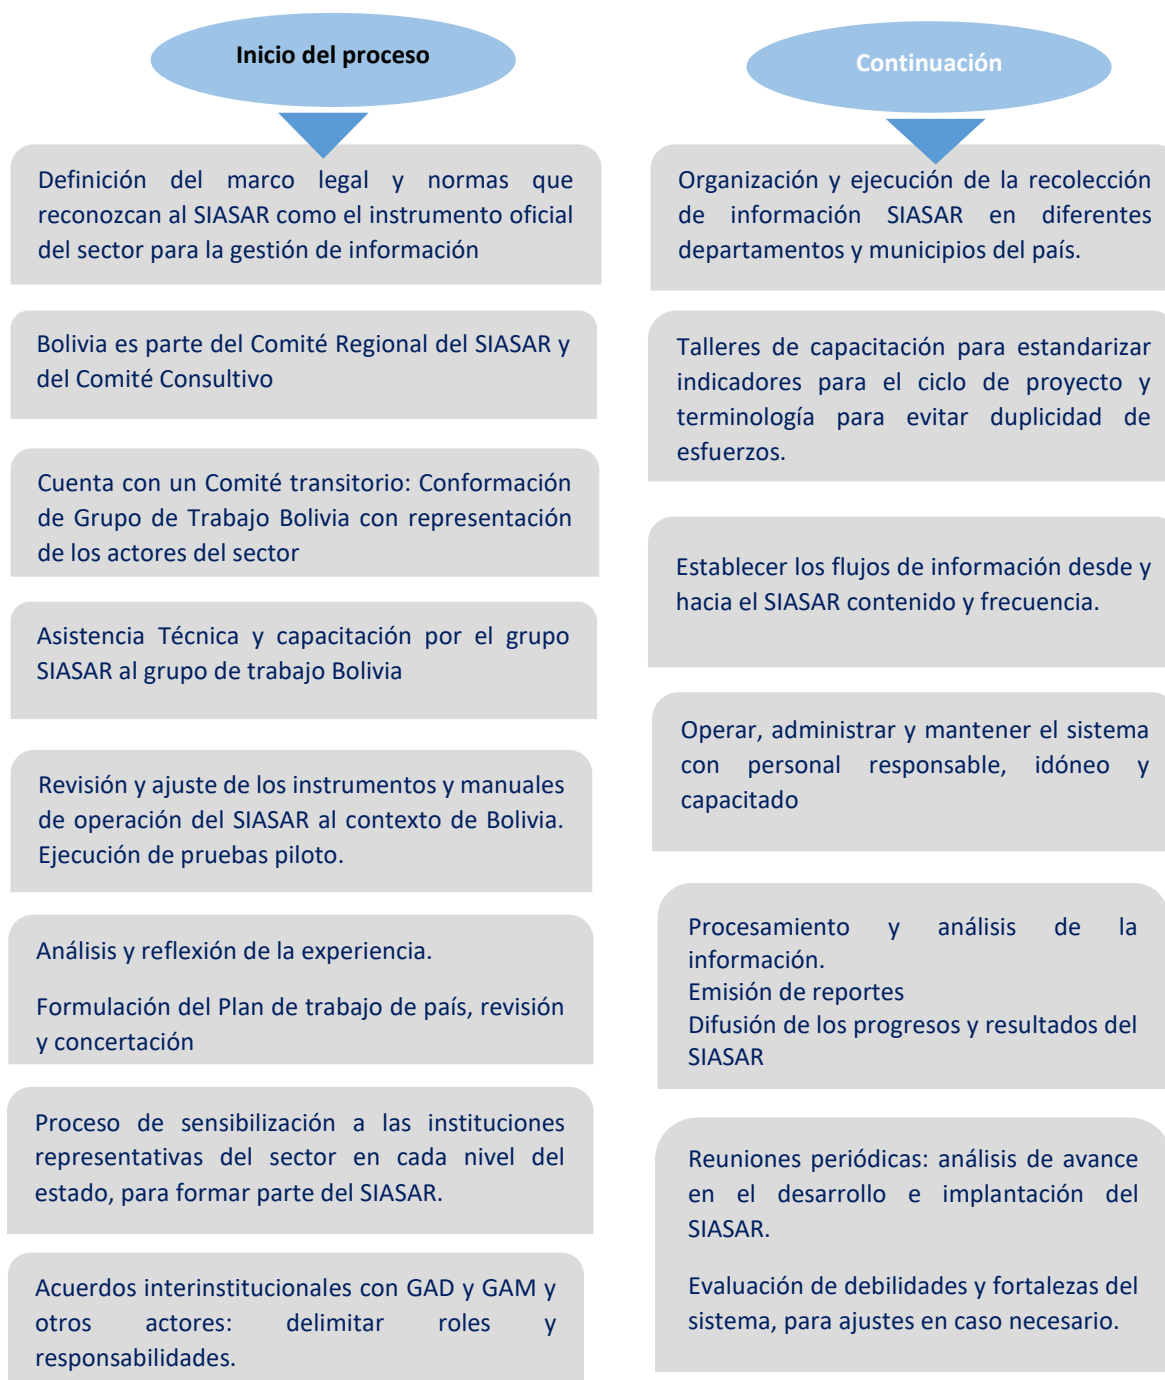 Inicio del proceso
Definición del marco legal y normas que
reconozcan al SIASAR como el instrumento oficial
del sector para la gestión de información
Bolivia es parte del Comité Regional del SIASAR y
del Comité Consultivo
Cuenta con un Comité transitorio: Conformación
de Grupo de Trabajo Bolivia con representación
de los actores del sector
Asistencia Técnica y capacitación por el grupo
SIASAR al grupo de trabajo Bolivia
Revisión y ajuste de los instrumentos y manuales
de operación del SIASAR al contexto de Bolivia.
Ejecución de pruebas piloto.
Análisis y reflexión de la experiencia.
Formulación del Plan de trabajo de país, revisión
y concertación
Proceso de sensibilización a las instituciones
representativas del sector en cada nivel del
estado, para formar parte del SIASAR.
Acuerdos interinstitucionales con GAD y GAM y
otros actores: delimitar roles y
responsabilidades.
Continuación
Organización y ejecución de la recolección
de información SIASAR en diferentes
departamentos y municipios del país.
Talleres de capacitación para estandarizar
indicadores para el ciclo de proyecto y
terminología para evitar duplicidad de
esfuerzos.
Establecer los flujos de información desde y
hacia el SIASAR contenido y frecuencia.
Operar, administrar y mantener el sistema
con personal responsable, idóneo y
capacitado
Procesamiento y análisis de la
información.
Emisión de reportes
Difusión de los progresos y resultados del
SIASAR
Reuniones periódicas: análisis de avance
en el desarrollo e implantación del
SIASAR.
Evaluación de debilidades y fortalezas del
sistema, para ajustes en caso necesario.